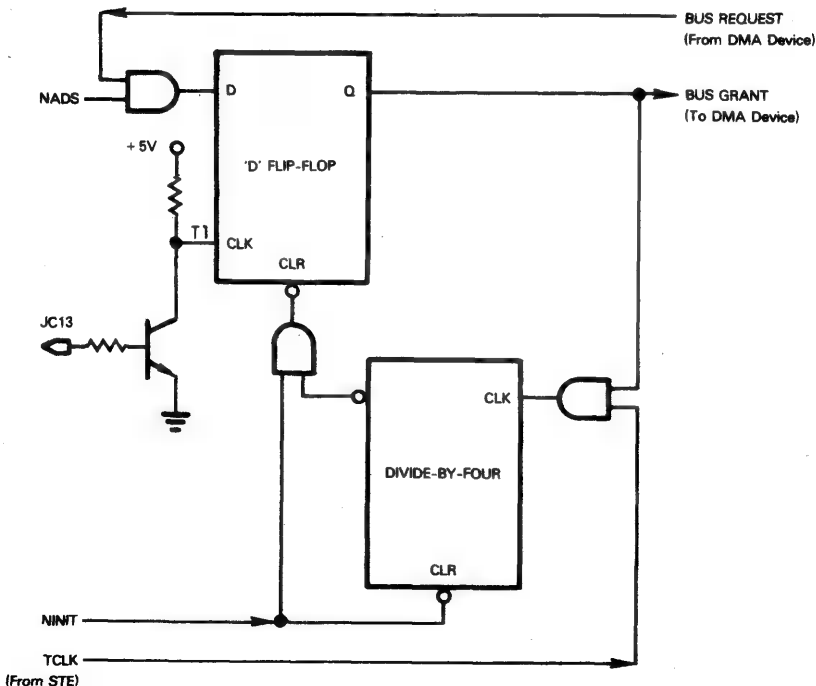 BUS REQUEST
(From DMA Device)
NADS
D
Q
BUS GRANT
(To DMA Device)
+5V
'D' FLIP-FLOP
T1
CLK
CLR
JC13
CLK
DIVIDE-BY-FOUR
CLR
NINIT
TCLK
(From STE)